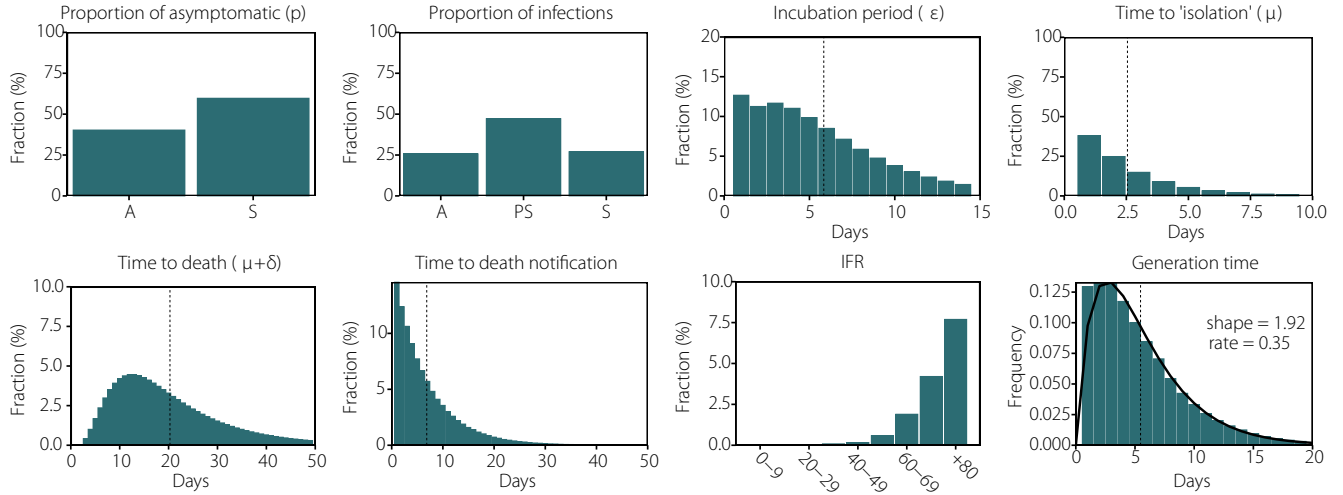 Proportion of asymptomatic (p)
Fraction (%)
100
75
50
25
0
A
S
Proportion of infections
Fraction (%)
100
75
50
25
0
A
PS
S
Incubation period ( ε)
Fraction (%)
20
15
10
5
0
0
5
10
15
Days
Time to 'isolation' ( μ)
Fraction (%)
100
75
50
25
0
0.0
2.5
5.0
7.5
10.0
Days
Time to death ( μ+δ)
Fraction (%)
10.0
7.5
5.0
2.5
0.0
0
10
20
30
40
50
Days
Time to death notification
Fraction (%)
10
5
0
0
10
20
30
40
50
Days
IFR
Fraction (%)
10.0
7.5
5.0
2.5
0.0
0–9
20–29
40–49
60–69
+80
Generation time
Frequency
0.125
0.100
0.075
0.050
0.025
0.000
shape = 1.92
rate = 0.35
0
5
10
15
20
Days